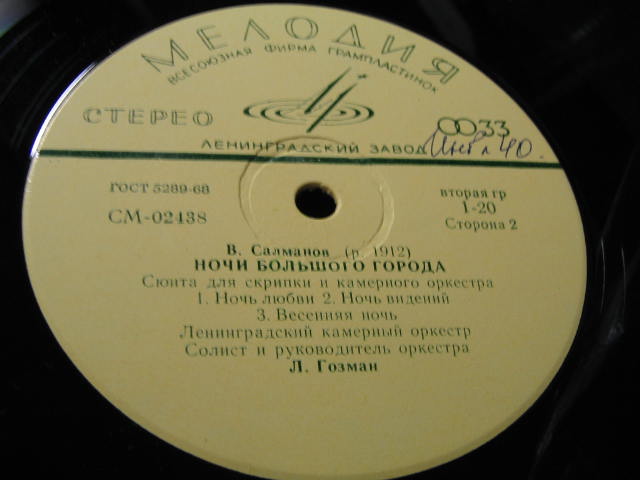 МЕЛОДИЯ
ВСЕСОЮЗНАЯ ФИРМА ГРАМПЛАСТИНОК
СТЕРЕО
33
ЛЕНИНГРАДСКИЙ ЗАВОД
ГОСТ 5289-68
СМ-02438
вторая гр
1-20
Сторона 2
В. Салманов (р. 1912)
НОЧИ БОЛЬШОГО ГОРОДА
Сюита для скрипки и камерного оркестра
1. Ночь любви 2. Ночь видений
3. Весенняя ночь
Ленинградский камерный оркестр
Солист и руководитель оркестра
Л. Гозман